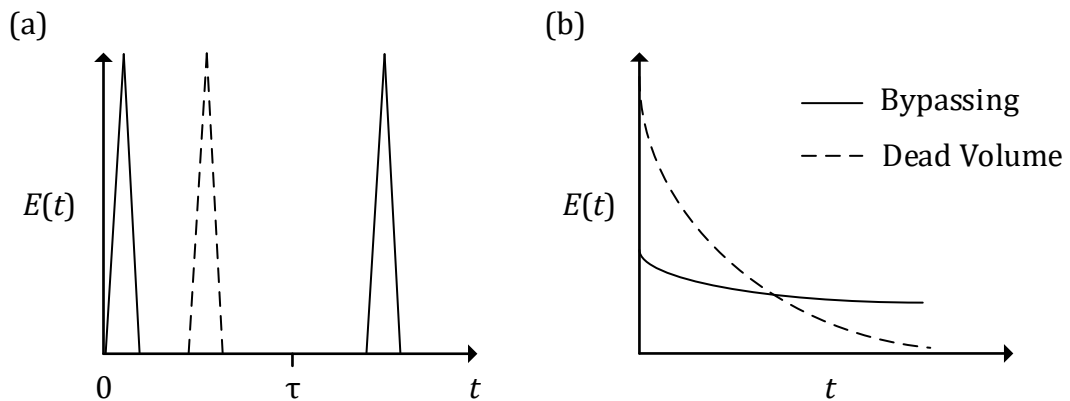 (a)
E(t)
0
τ
t
(b)
E(t)
t
Bypassing
Dead Volume